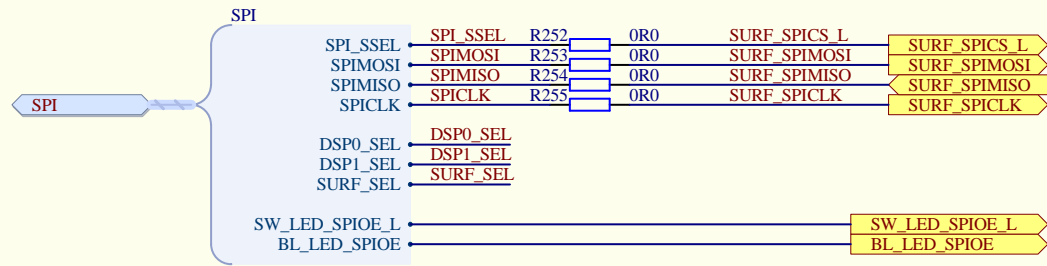 SPI
SPI
SPI_SSEL SPI_SSEL R252 0R0 SURF_SPICS_L SURF_SPICS_L
SPIMOSI SPIMOSI R253 0R0 SURF_SPIMOSI SURF_SPIMOSI
SPIMISO SPIMISO R254 0R0 SURF_SPIMISO SURF_SPIMISO
SPICLK SPICLK R255 0R0 SURF_SPICLK SURF_SPICLK
DSP0_SEL DSP0_SEL
DSP1_SEL DSP1_SEL
SURF_SEL SURF_SEL
SW_LED_SPIOE_L SW_LED_SPIOE_L
BL_LED_SPIOE BL_LED_SPIOE